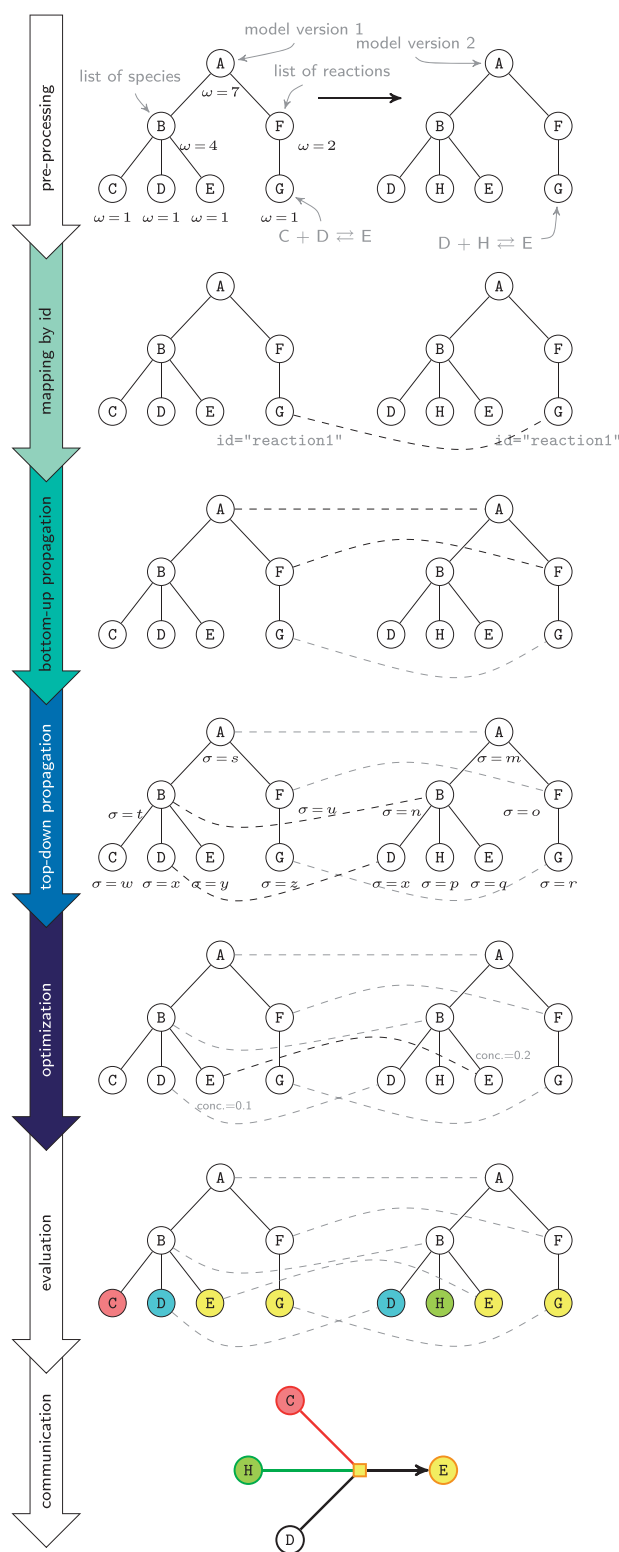 pre-processing
model version 1
model version 2
list of species
list of reactions
A
A
ω=7
B
F
B
F
ω=4
ω=2
C
D
E
G
D
H
E
G
ω=1
ω=1
ω=1
ω=1
C + D ⇄ E
D + H ⇄ E
mapping by id
A
A
B
F
B
F
C
D
E
G
D
H
E
G
id="reaction1"
id="reaction1"
bottom-up propagation
A
A
B
F
B
F
C
D
E
G
D
H
E
G
top-down propagation
A
A
σ=s
σ=m
B
F
B
F
σ=t
σ=u
σ=n
σ=o
C
D
E
G
D
H
E
G
σ=w
σ=x
σ=y
σ=z
σ=x
σ=p
σ=q
σ=r
optimization
A
A
B
F
B
F
conc.=0.2
C
D
E
G
D
H
E
G
conc.=0.1
evaluation
A
A
B
F
B
F
C
D
E
G
D
H
E
G
communication
C
H
E
D